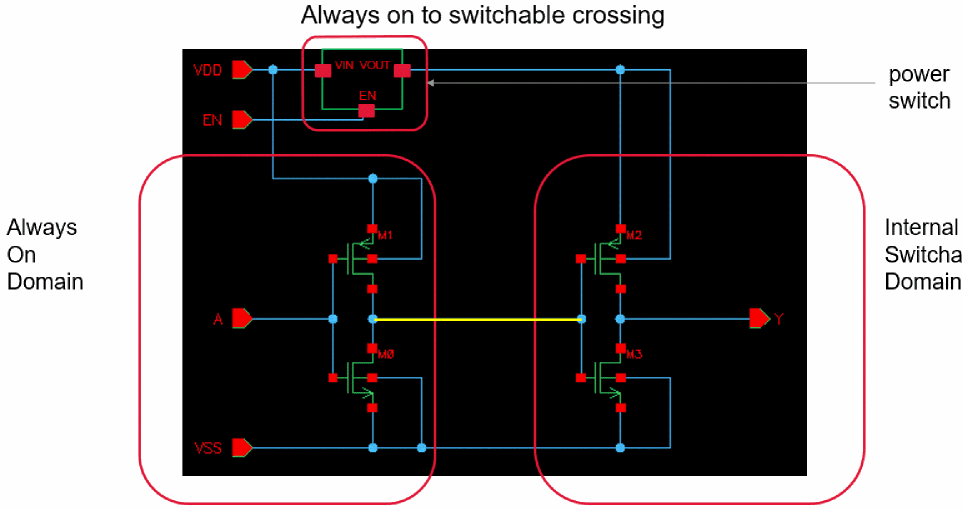 Always on to switchable crossing
VDD
VIN VOUT
EN
EN
power
switch
Always
On
Domain
M1
M2
Internal
Switcha
Domain
A
Y
M0
M3
VSS